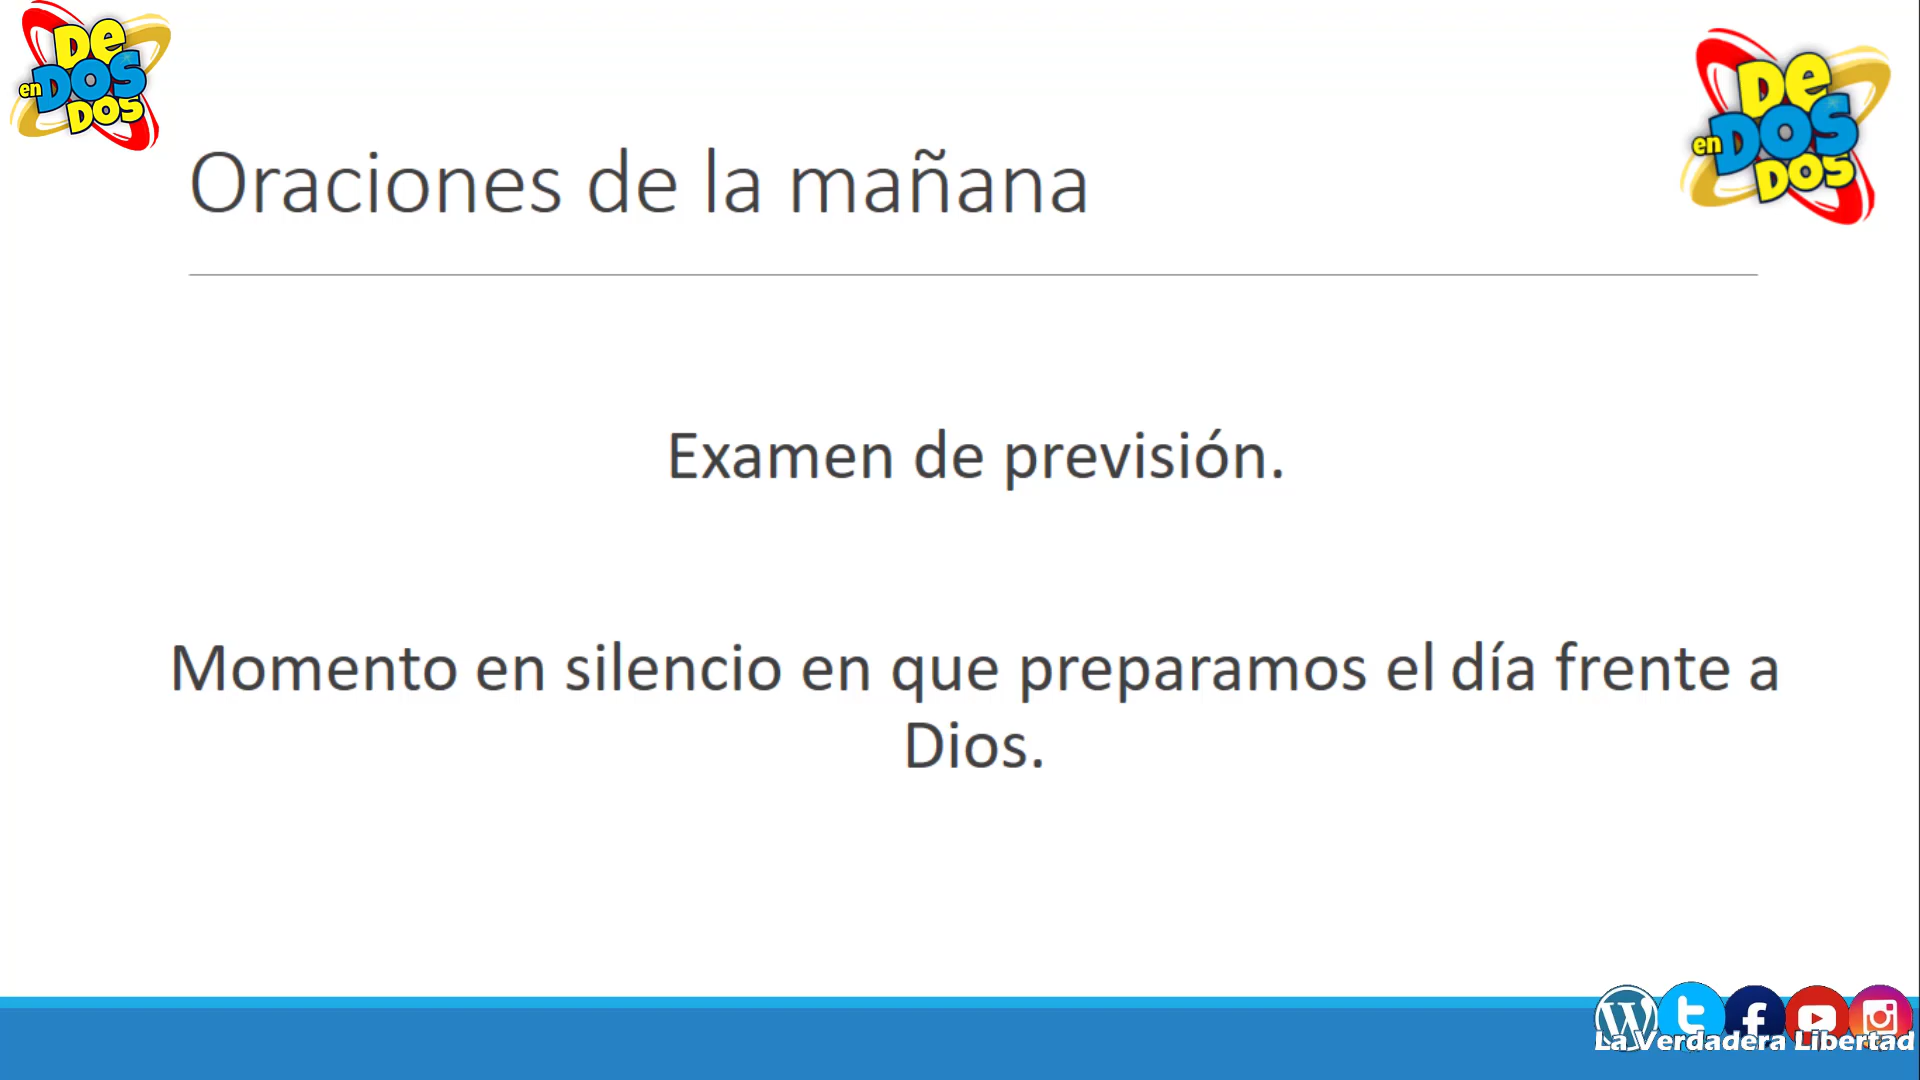 DE
en DOS
DOS
DE
en DOS
DOS
Oraciones de la mañana
Examen de previsión.
Momento en silencio en que preparamos el día frente a
Dios.
La Verdadera Libertad